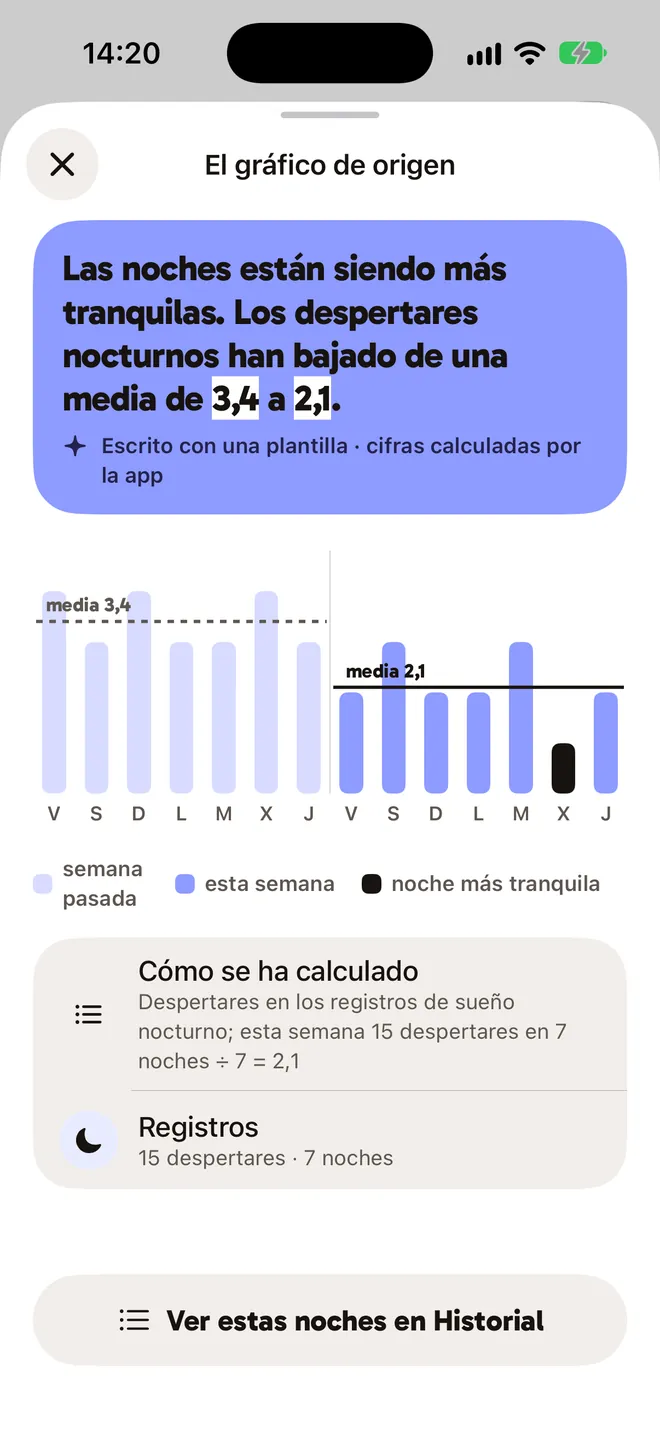 14:20
El gráfico de origen
Las noches están siendo más
tranquilas. Los despertares
nocturnos han bajado de una
media de 3,4 a 2,1.
Escrito con una plantilla · cifras calculadas por
la app
media 3,4
media 2,1
V S D L M X J V S D L M X J
semana
pasada
esta semana
noche más tranquila
Cómo se ha calculado
Despertares en los registros de sueño
nocturno; esta semana 15 despertares en 7
noches ÷ 7 = 2,1
Registros
15 despertares · 7 noches
Ver estas noches en Historial